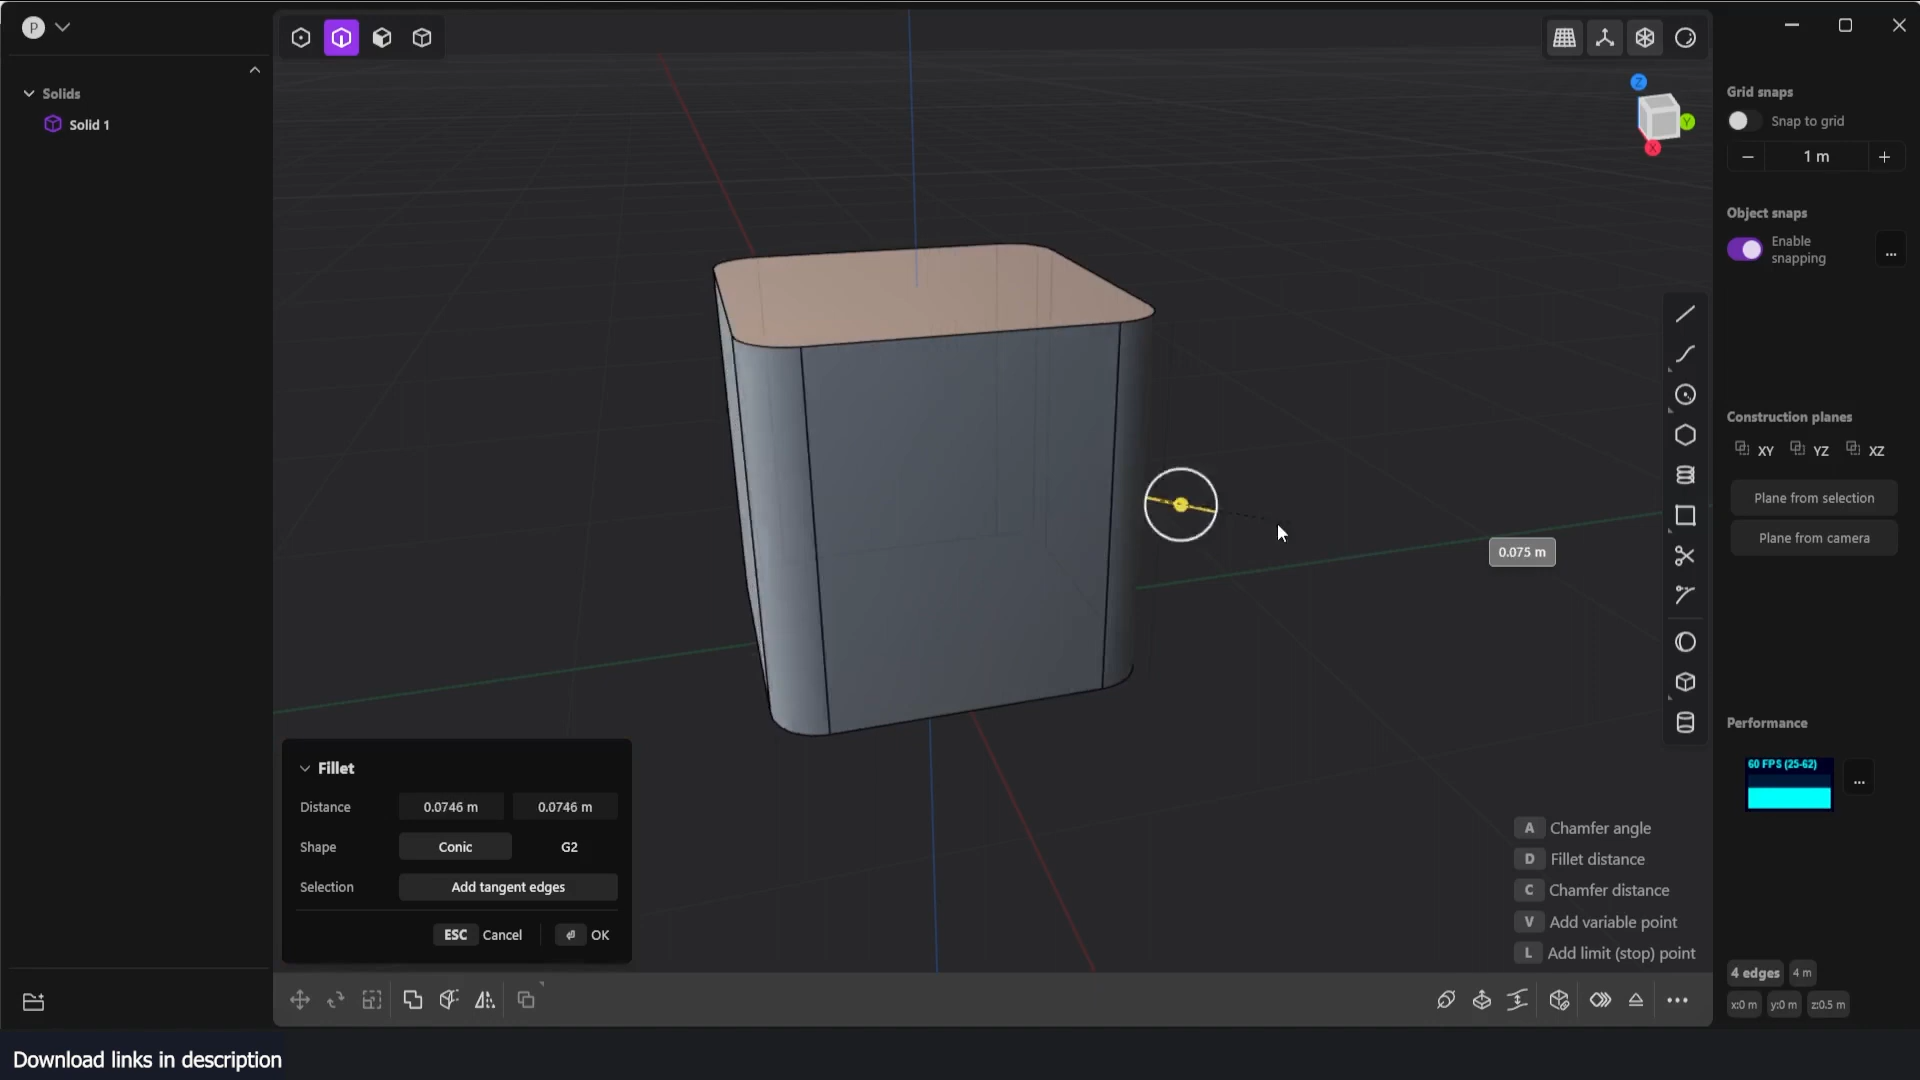 P
Solids
Solid 1
Z
Y
X
Grid snaps
Snap to grid
1 m
Object snaps
Enable
snapping
...
Construction planes
XY YZ XZ
Plane from selection
Plane from camera
0.075 m
Performance
60 FPS (25-62)
...
Fillet
Distance 0.0746 m 0.0746 m
Shape Conic G2
Selection Add tangent edges
ESC Cancel OK
A Chamfer angle
D Fillet distance
C Chamfer distance
V Add variable point
L Add limit (stop) point
4 edges 4 m
x:0 m y:0 m z:0.5 m
Download links in description